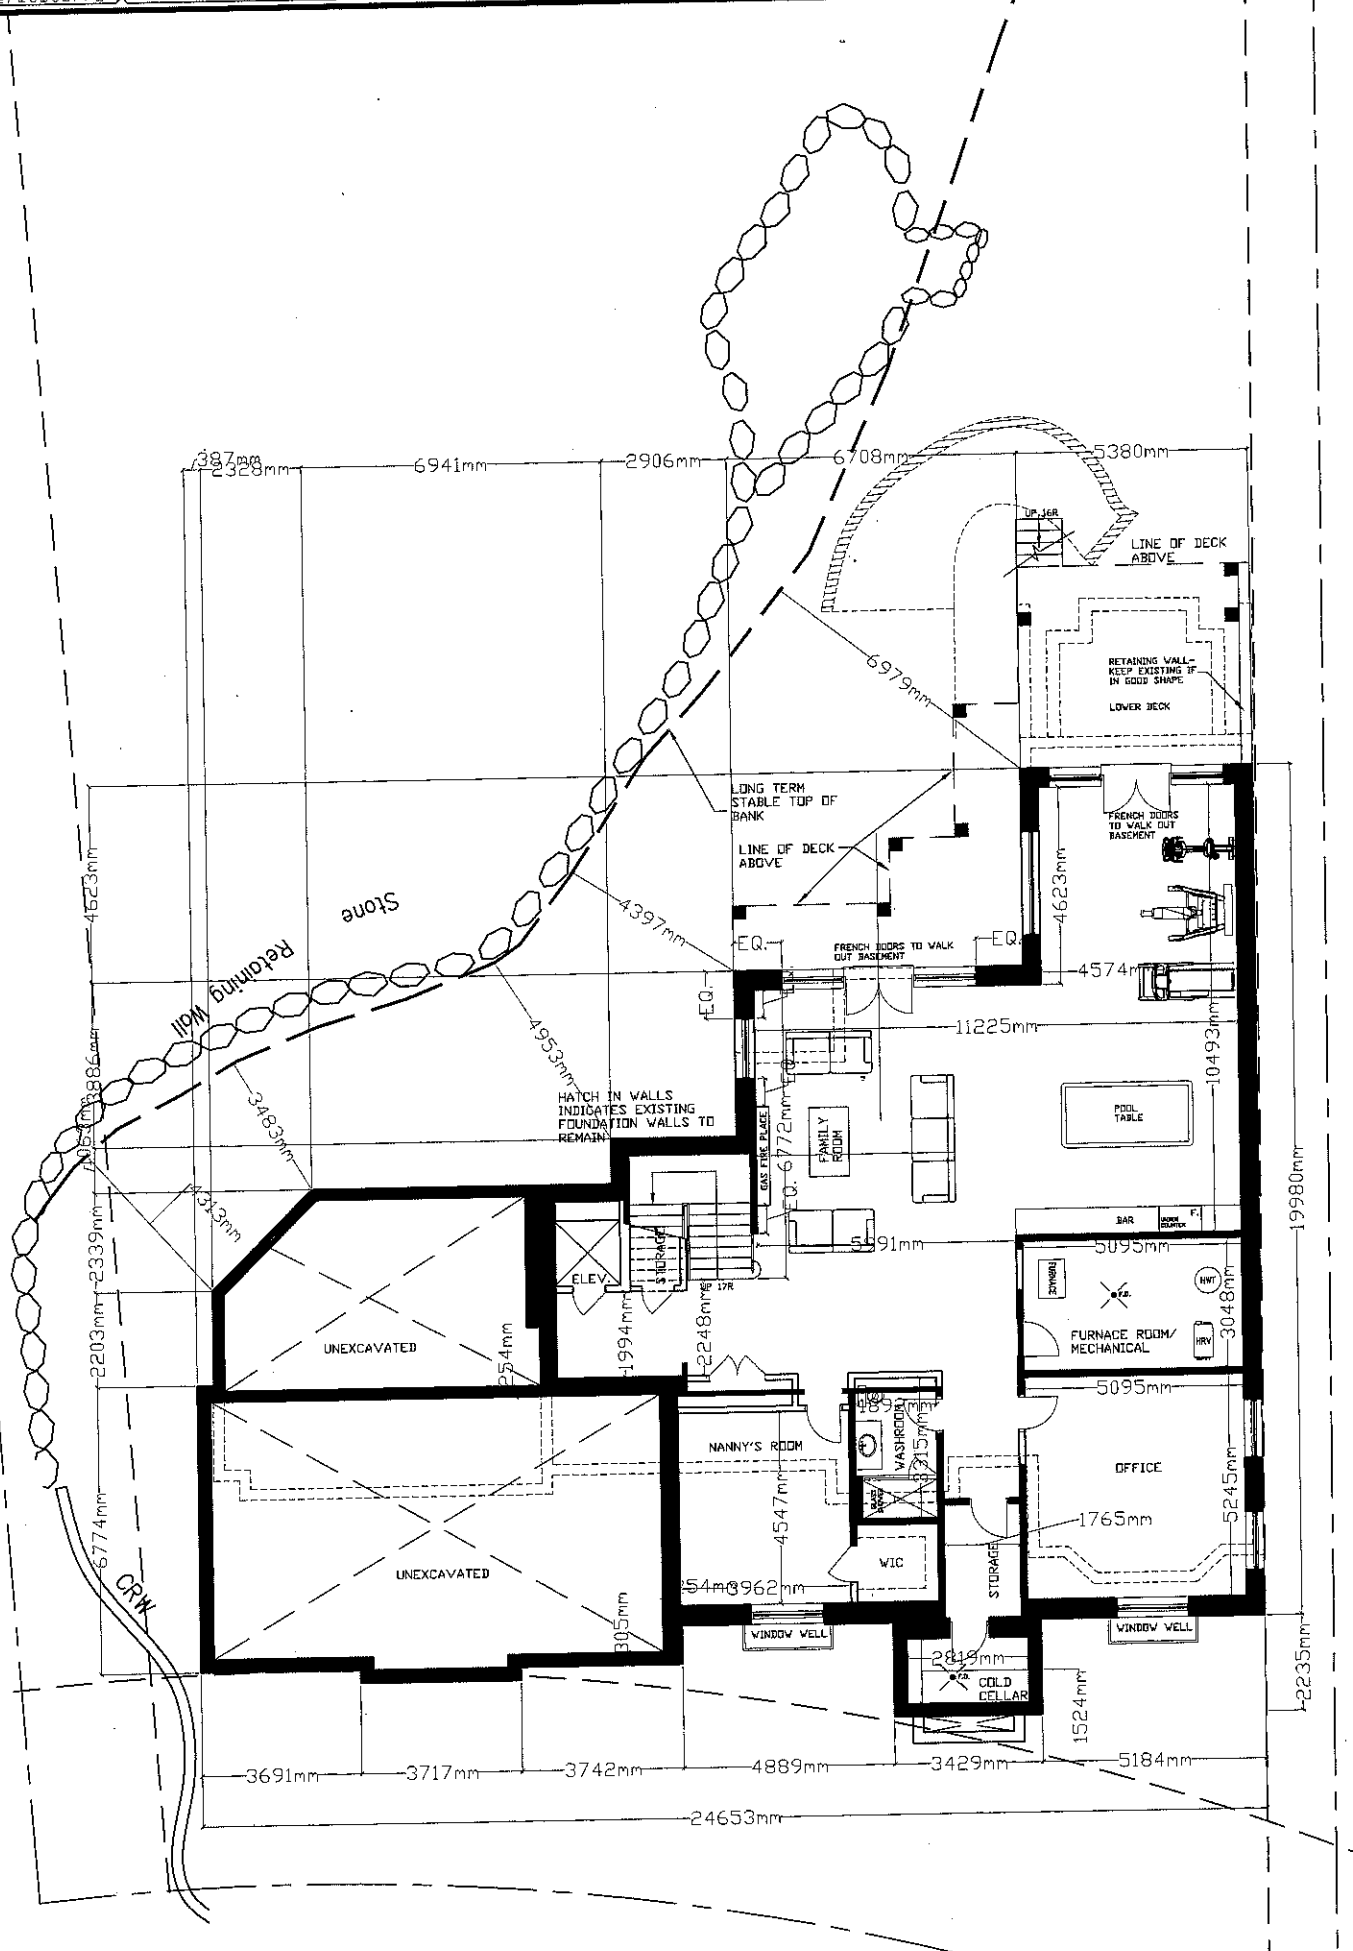 387mm
2328mm
6941mm
2906mm
6708mm
5380mm
UP 16R
LINE OF DECK
ABOVE
6979mm
RETAINING WALL-
KEEP EXISTING IF
IN GOOD SHAPE
LOWER DECK
LONG TERM
STABLE TOP OF
BANK
FRENCH DOORS
TO WALK OUT
BASEMENT
LINE OF DECK
ABOVE
4623mm
4623mm
Stone
Retaining
Wall
4397mm
EQ.
FRENCH DOORS TO WALK
OUT BASEMENT
EQ.
4574mm
EQ.
11225mm
10493mm
4953mm
3886mm
3483mm
4313mm
HATCH IN WALLS
INDICATES EXISTING
FOUNDATION WALLS TO
REMAIN
EQ.
6772mm
GAS FIRE PLACE
EQ.
FAMILY
ROOM
POOL
TABLE
19980mm
BAR
UNDER
COUNTER
F.
2339mm
ELEV.
STORAGE
UP 17R
5095mm
FURNACE
F.D.
HWT
HRV
3048mm
FURNACE ROOM/
MECHANICAL
UNEXCAVATED
254mm
1994mm
2248mm
2203mm
5095mm
NANNY'S ROOM
WASHROOM
3315mm
OFFICE
5245mm
6774mm
4547mm
1765mm
UNEXCAVATED
WIC
STORAGE
3962mm
305mm
CRW
WINDOW WELL
WINDOW WELL
2819mm
F.D.
COLD
CELLAR
1524mm
2235mm
3691mm
3717mm
3742mm
4889mm
3429mm
5184mm
24653mm